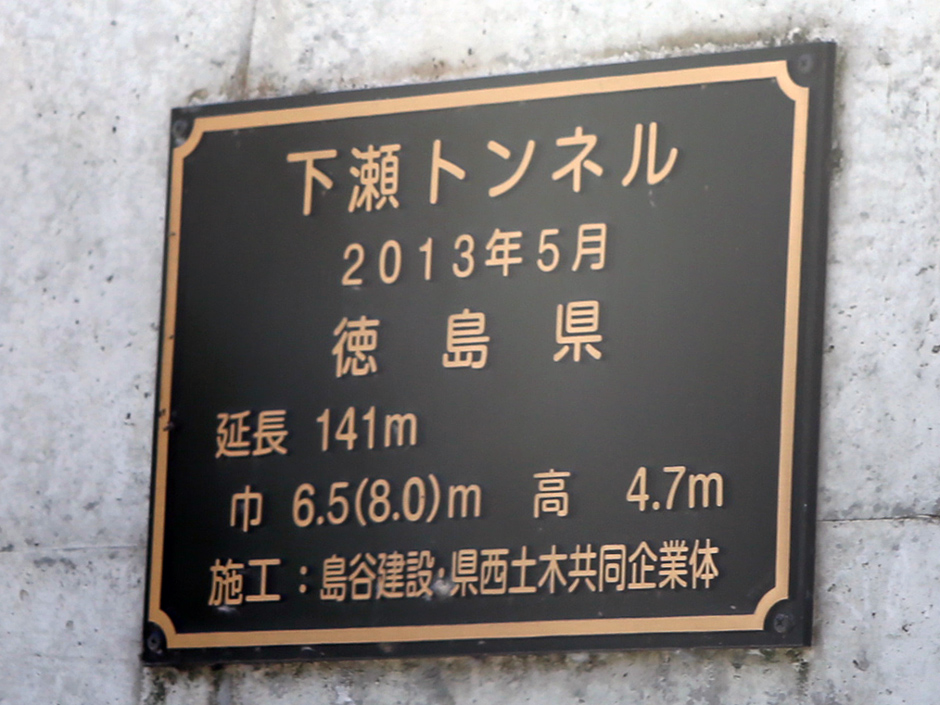 下瀬トンネル
2013年5月
徳島県
延長 141m
巾 6.5(8.0)m 高 4.7m
施工：島谷建設・県西土木共同企業体